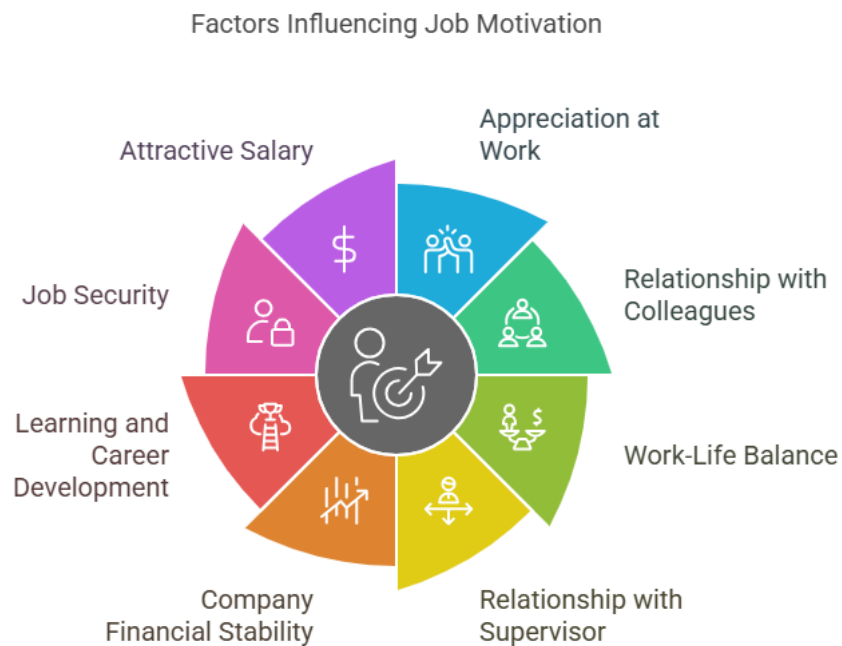 Factors Influencing Job Motivation
Appreciation at
Work
Attractive Salary
Relationship with
Colleagues
Job Security
Learning and
Career
Development
Work-Life Balance
Company
Financial Stability
Relationship with
Supervisor
$
$